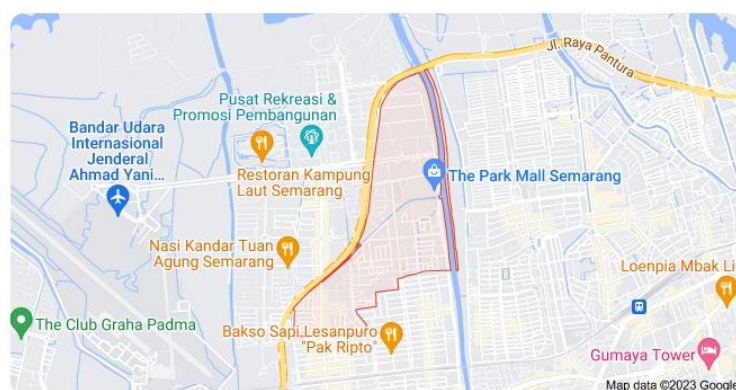 Jl. Raya Pantura
Pusat Rekreasi &
Promosi Pembangunan
Bandar Udara
Internasional
Jenderal
Ahmad Yani...
Restoran Kampung
Laut Semarang
The Park Mall Semarang
Nasi Kandar Tuan
Agung Semarang
Loenpia Mbak Li
The Club Graha Padma
Bakso Sapi Lesanpuro
"Pak Ripto"
Gumaya Tower
Map data ©2023 Google